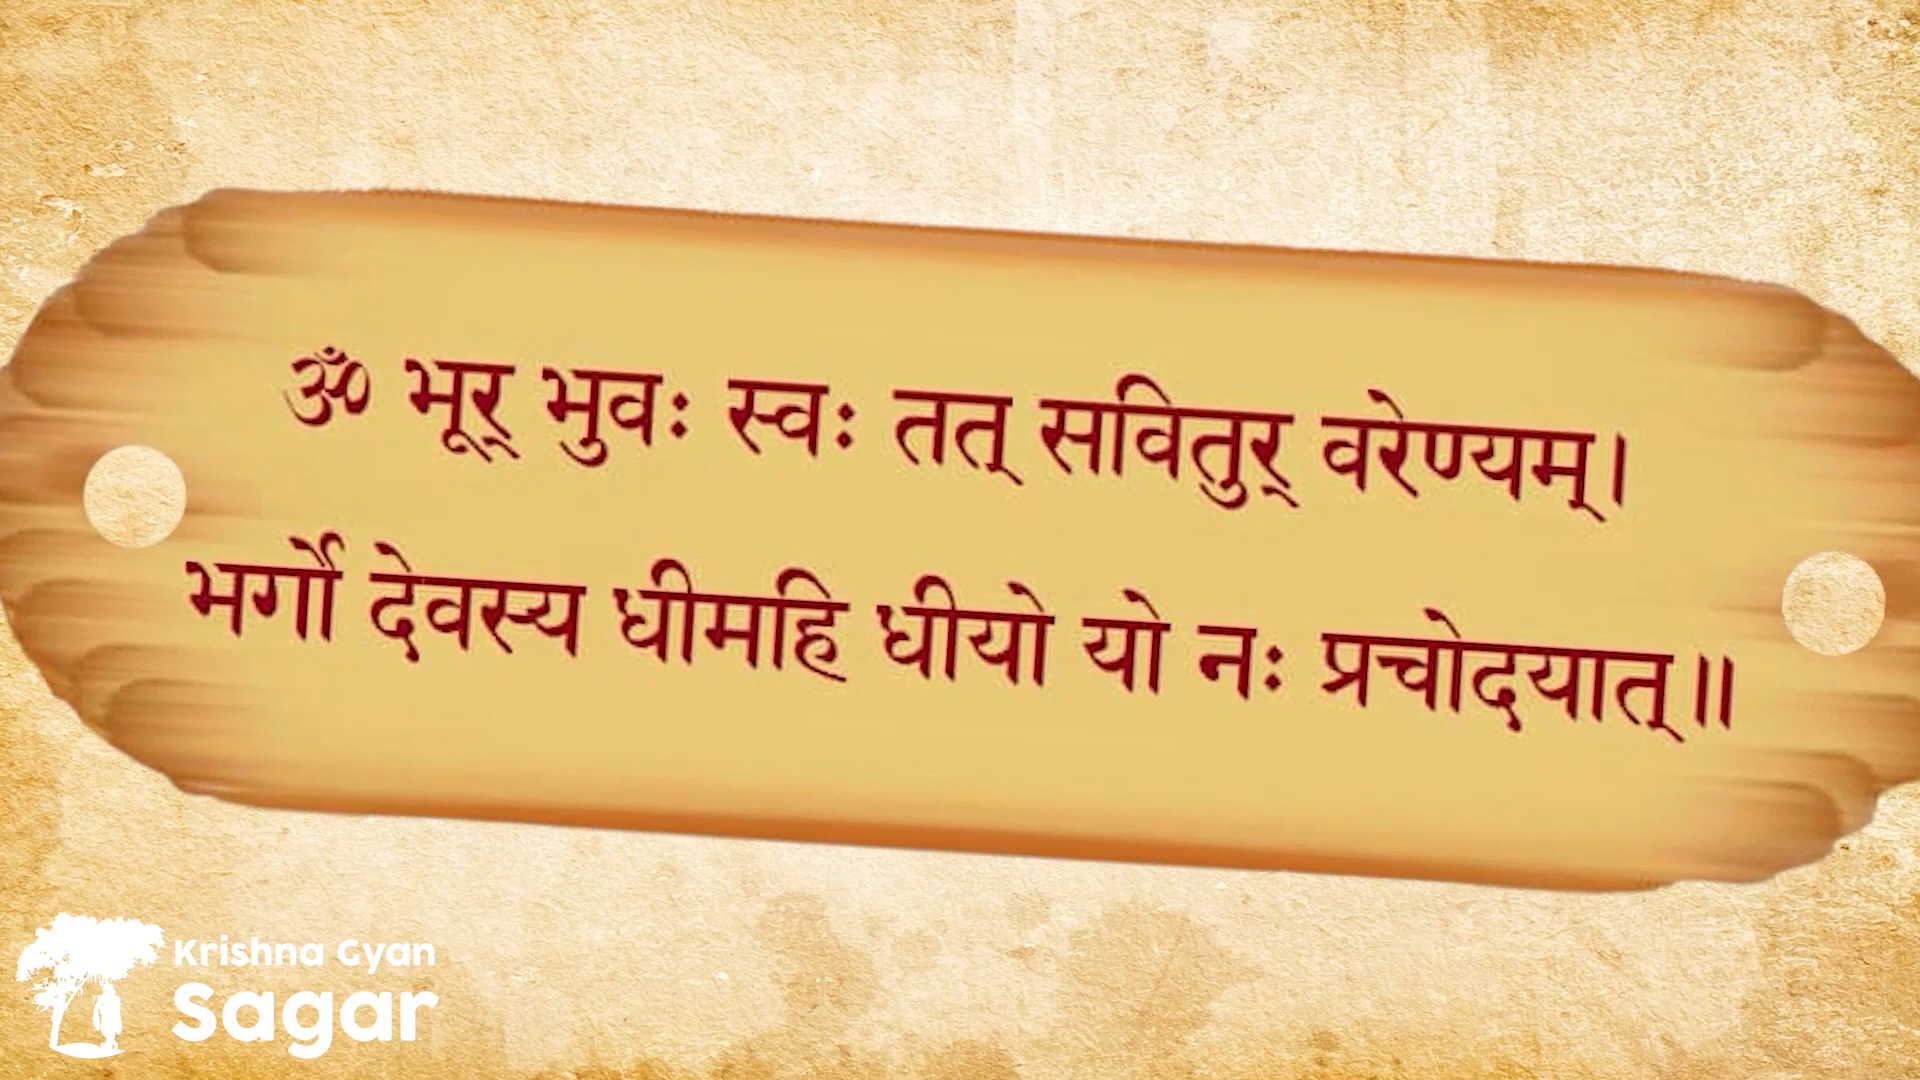 ॐ भूर् भुवः स्वः तत् सवितुर् वरेण्यम्।
भर्गो देवस्य धीमहि धीयो यो नः प्रचोदयात्॥
Krishna Gyan
Sagar